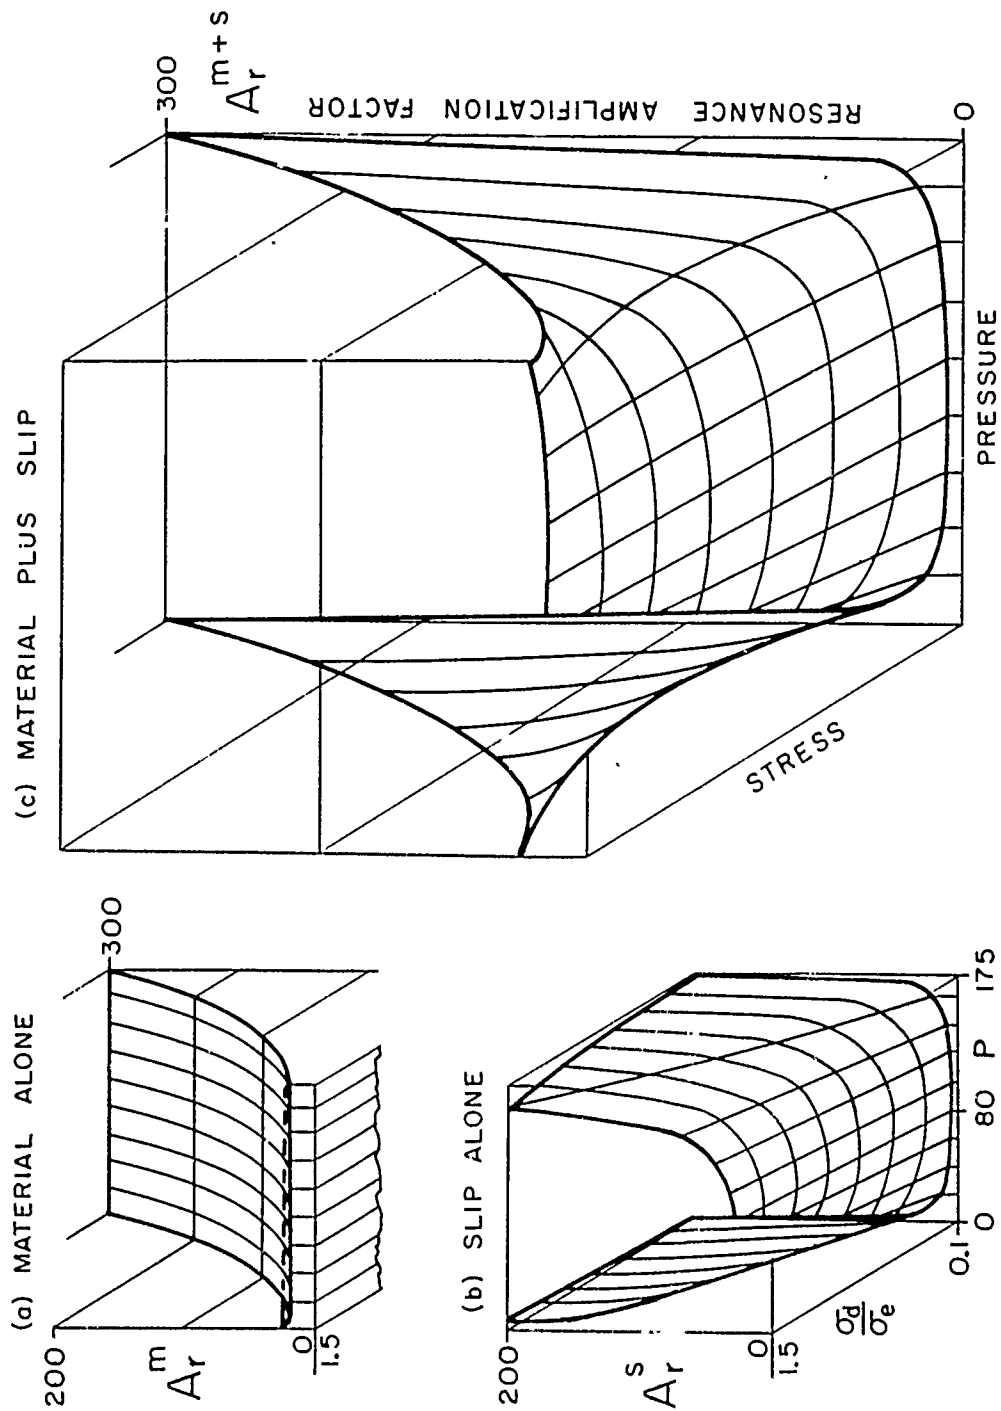 (a) MATERIAL ALONE
200
300
A_r^m
0
1.5
(b) SLIP ALONE
200
A_r^s
0
1.5
σ_d/σ_e
0.1
0
80
P
175
(c) MATERIAL PLUS SLIP
300
A_r^{m+s}
RESONANCE AMPLIFICATION FACTOR
0
STRESS
PRESSURE